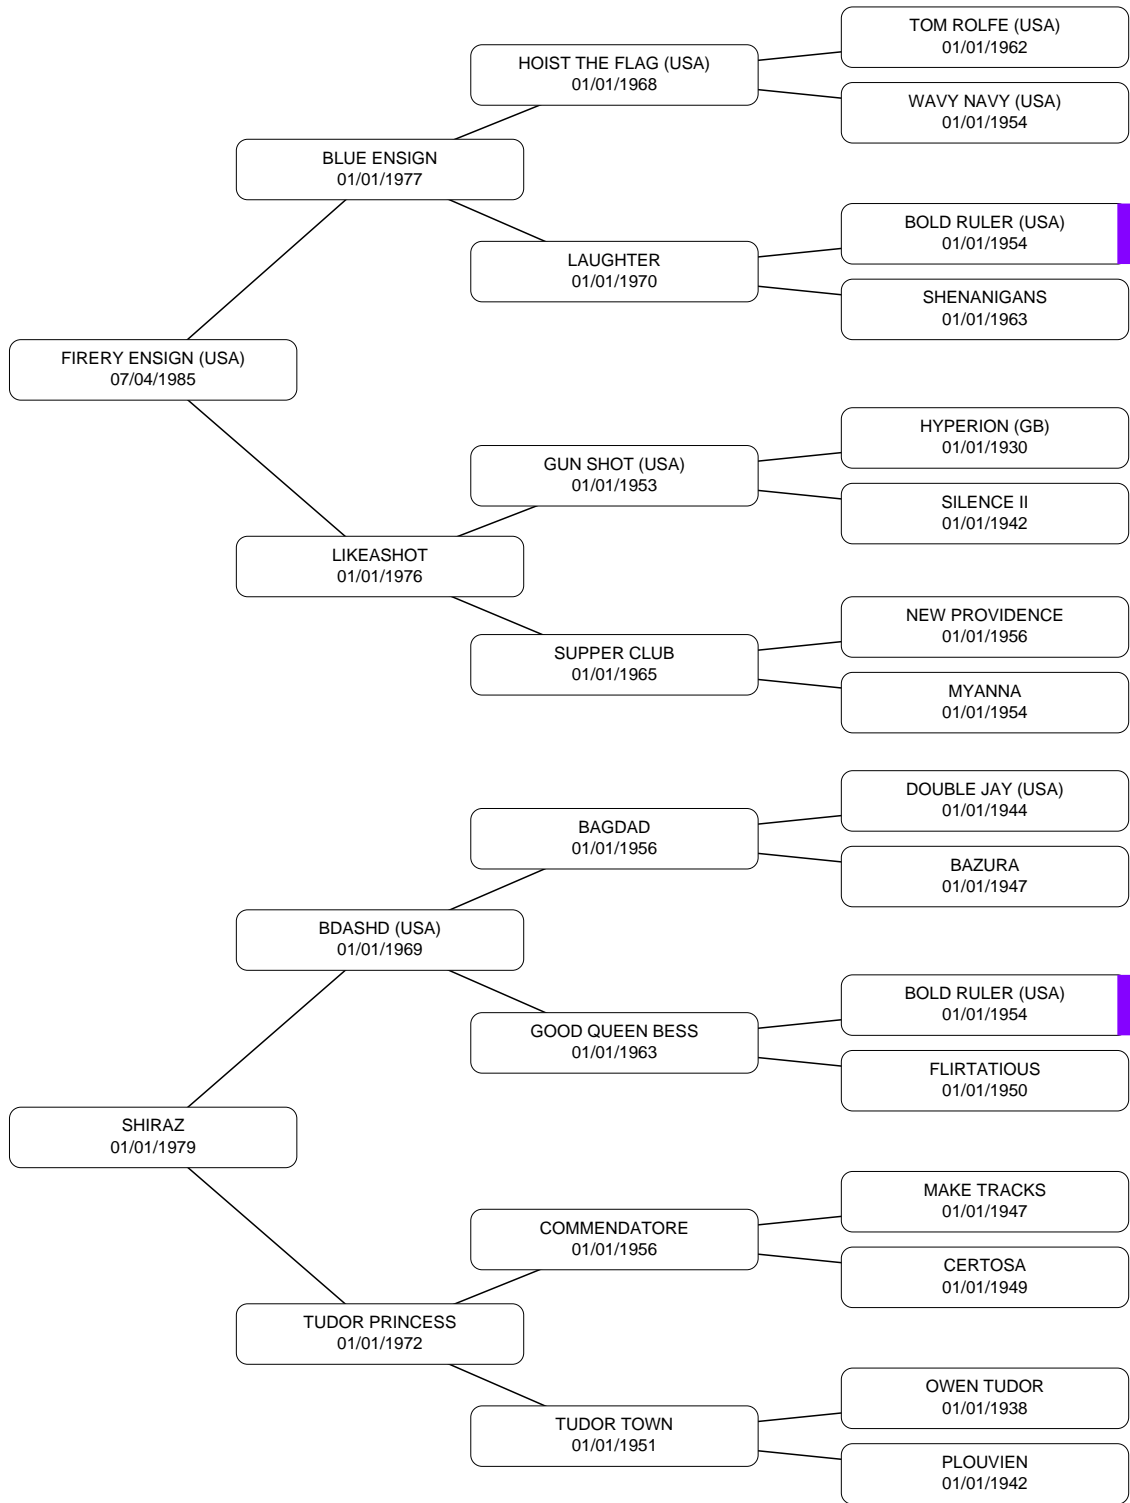 TOM ROLFE (USA)
01/01/1962
HOIST THE FLAG (USA)
01/01/1968
WAVY NAVY (USA)
01/01/1954
BLUE ENSIGN
01/01/1977
BOLD RULER (USA)
01/01/1954
LAUGHTER
01/01/1970
SHENANIGANS
01/01/1963
FIRERY ENSIGN (USA)
07/04/1985
HYPERION (GB)
01/01/1930
GUN SHOT (USA)
01/01/1953
SILENCE II
01/01/1942
LIKEASHOT
01/01/1976
NEW PROVIDENCE
01/01/1956
SUPPER CLUB
01/01/1965
MYANNA
01/01/1954
DOUBLE JAY (USA)
01/01/1944
BAGDAD
01/01/1956
BAZURA
01/01/1947
BDASHD (USA)
01/01/1969
BOLD RULER (USA)
01/01/1954
GOOD QUEEN BESS
01/01/1963
FLIRTATIOUS
01/01/1950
SHIRAZ
01/01/1979
MAKE TRACKS
01/01/1947
COMMENDATORE
01/01/1956
CERTOSA
01/01/1949
TUDOR PRINCESS
01/01/1972
OWEN TUDOR
01/01/1938
TUDOR TOWN
01/01/1951
PLOUVIEN
01/01/1942